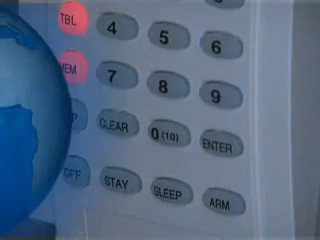 TBL 4 5 6
MEM 7 8 9
P CLEAR 0 (10) ENTER
OFF STAY SLEEP ARM